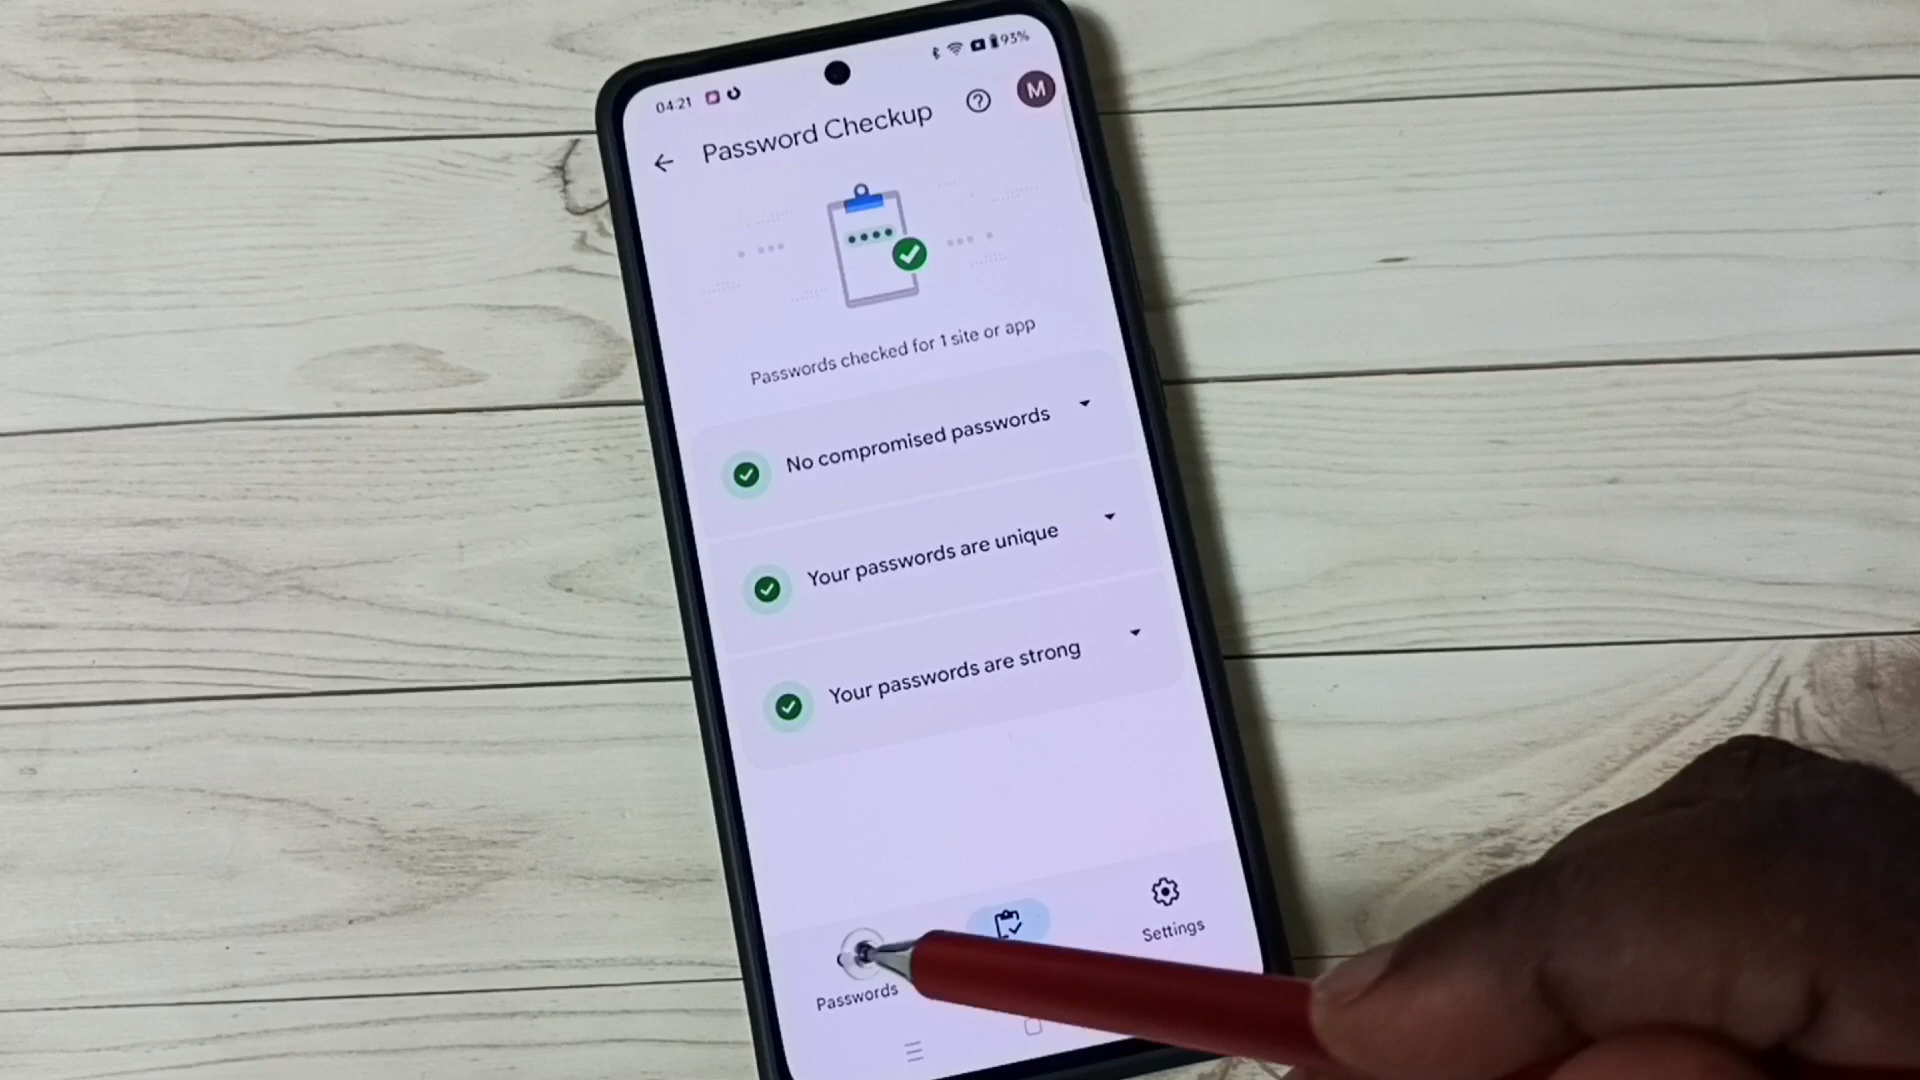 04:21
93%
Password Checkup
M
Passwords checked for 1 site or app
No compromised passwords
Your passwords are unique
Your passwords are strong
Settings
Passwords